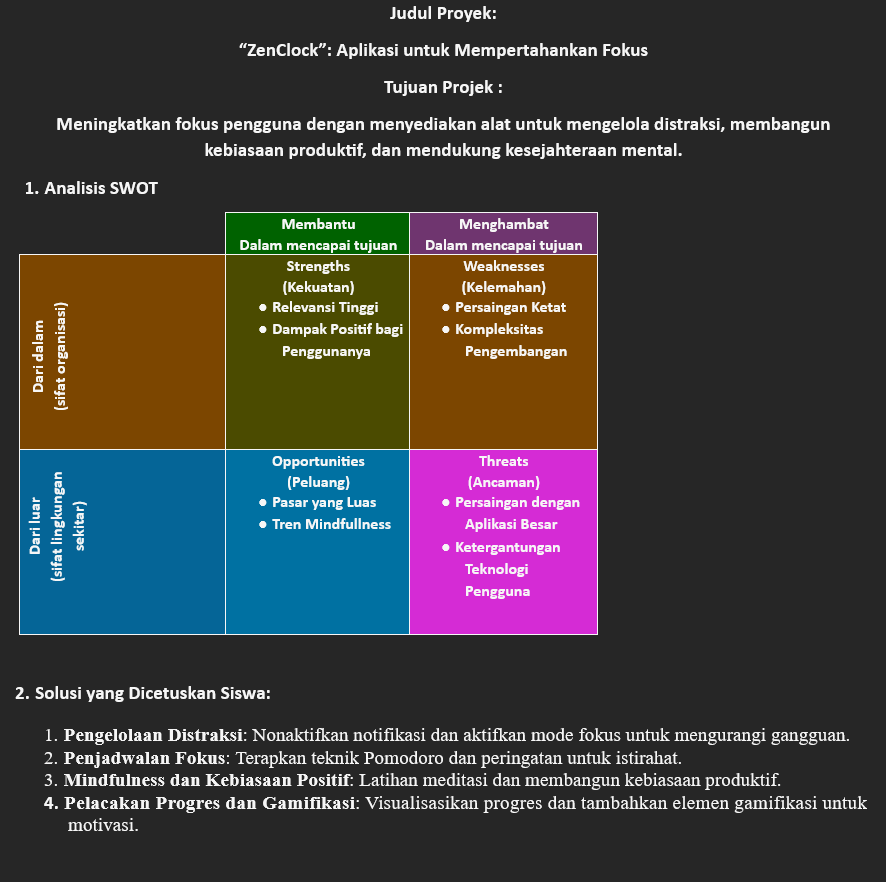 Judul Proyek:
“ZenClock”: Aplikasi untuk Mempertahankan Fokus
Tujuan Projek :
Meningkatkan fokus pengguna dengan menyediakan alat untuk mengelola distraksi, membangun
kebiasaan produktif, dan mendukung kesejahteraan mental.
1. Analisis SWOT
Membantu
Dalam mencapai tujuan
Menghambat
Dalam mencapai tujuan
Dari dalam
(sifat organisasi)
Strengths
(Kekuatan)
● Relevansi Tinggi
● Dampak Positif bagi
Penggunanya
Weaknesses
(Kelemahan)
● Persaingan Ketat
● Kompleksitas
Pengembangan
Dari luar
(sifat lingkungan
sekitar)
Opportunities
(Peluang)
● Pasar yang Luas
● Tren Mindfullness
Threats
(Ancaman)
● Persaingan dengan
Aplikasi Besar
● Ketergantungan
Teknologi
Pengguna
2. Solusi yang Dicetuskan Siswa:
1. Pengelolaan Distraksi: Nonaktifkan notifikasi dan aktifkan mode fokus untuk mengurangi gangguan.
2. Penjadwalan Fokus: Terapkan teknik Pomodoro dan peringatan untuk istirahat.
3. Mindfulness dan Kebiasaan Positif: Latihan meditasi dan membangun kebiasaan produktif.
4. Pelacakan Progres dan Gamifikasi: Visualisasikan progres dan tambahkan elemen gamifikasi untuk
motivasi.